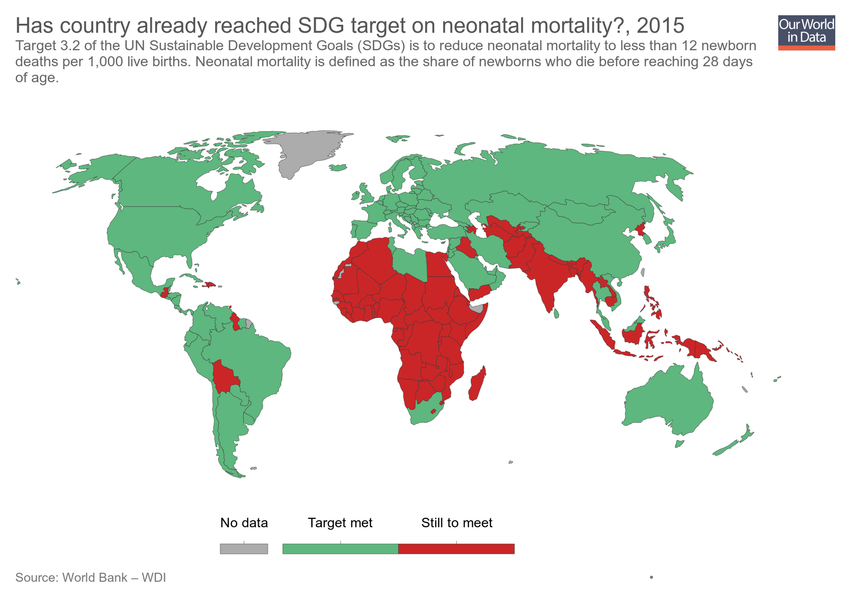 Has country already reached SDG target on neonatal mortality?, 2015
Our World
in Data
Target 3.2 of the UN Sustainable Development Goals (SDGs) is to reduce neonatal mortality to less than 12 newborn
deaths per 1,000 live births. Neonatal mortality is defined as the share of newborns who die before reaching 28 days
of age.
No data
Target met
Still to meet
Source: World Bank – WDI